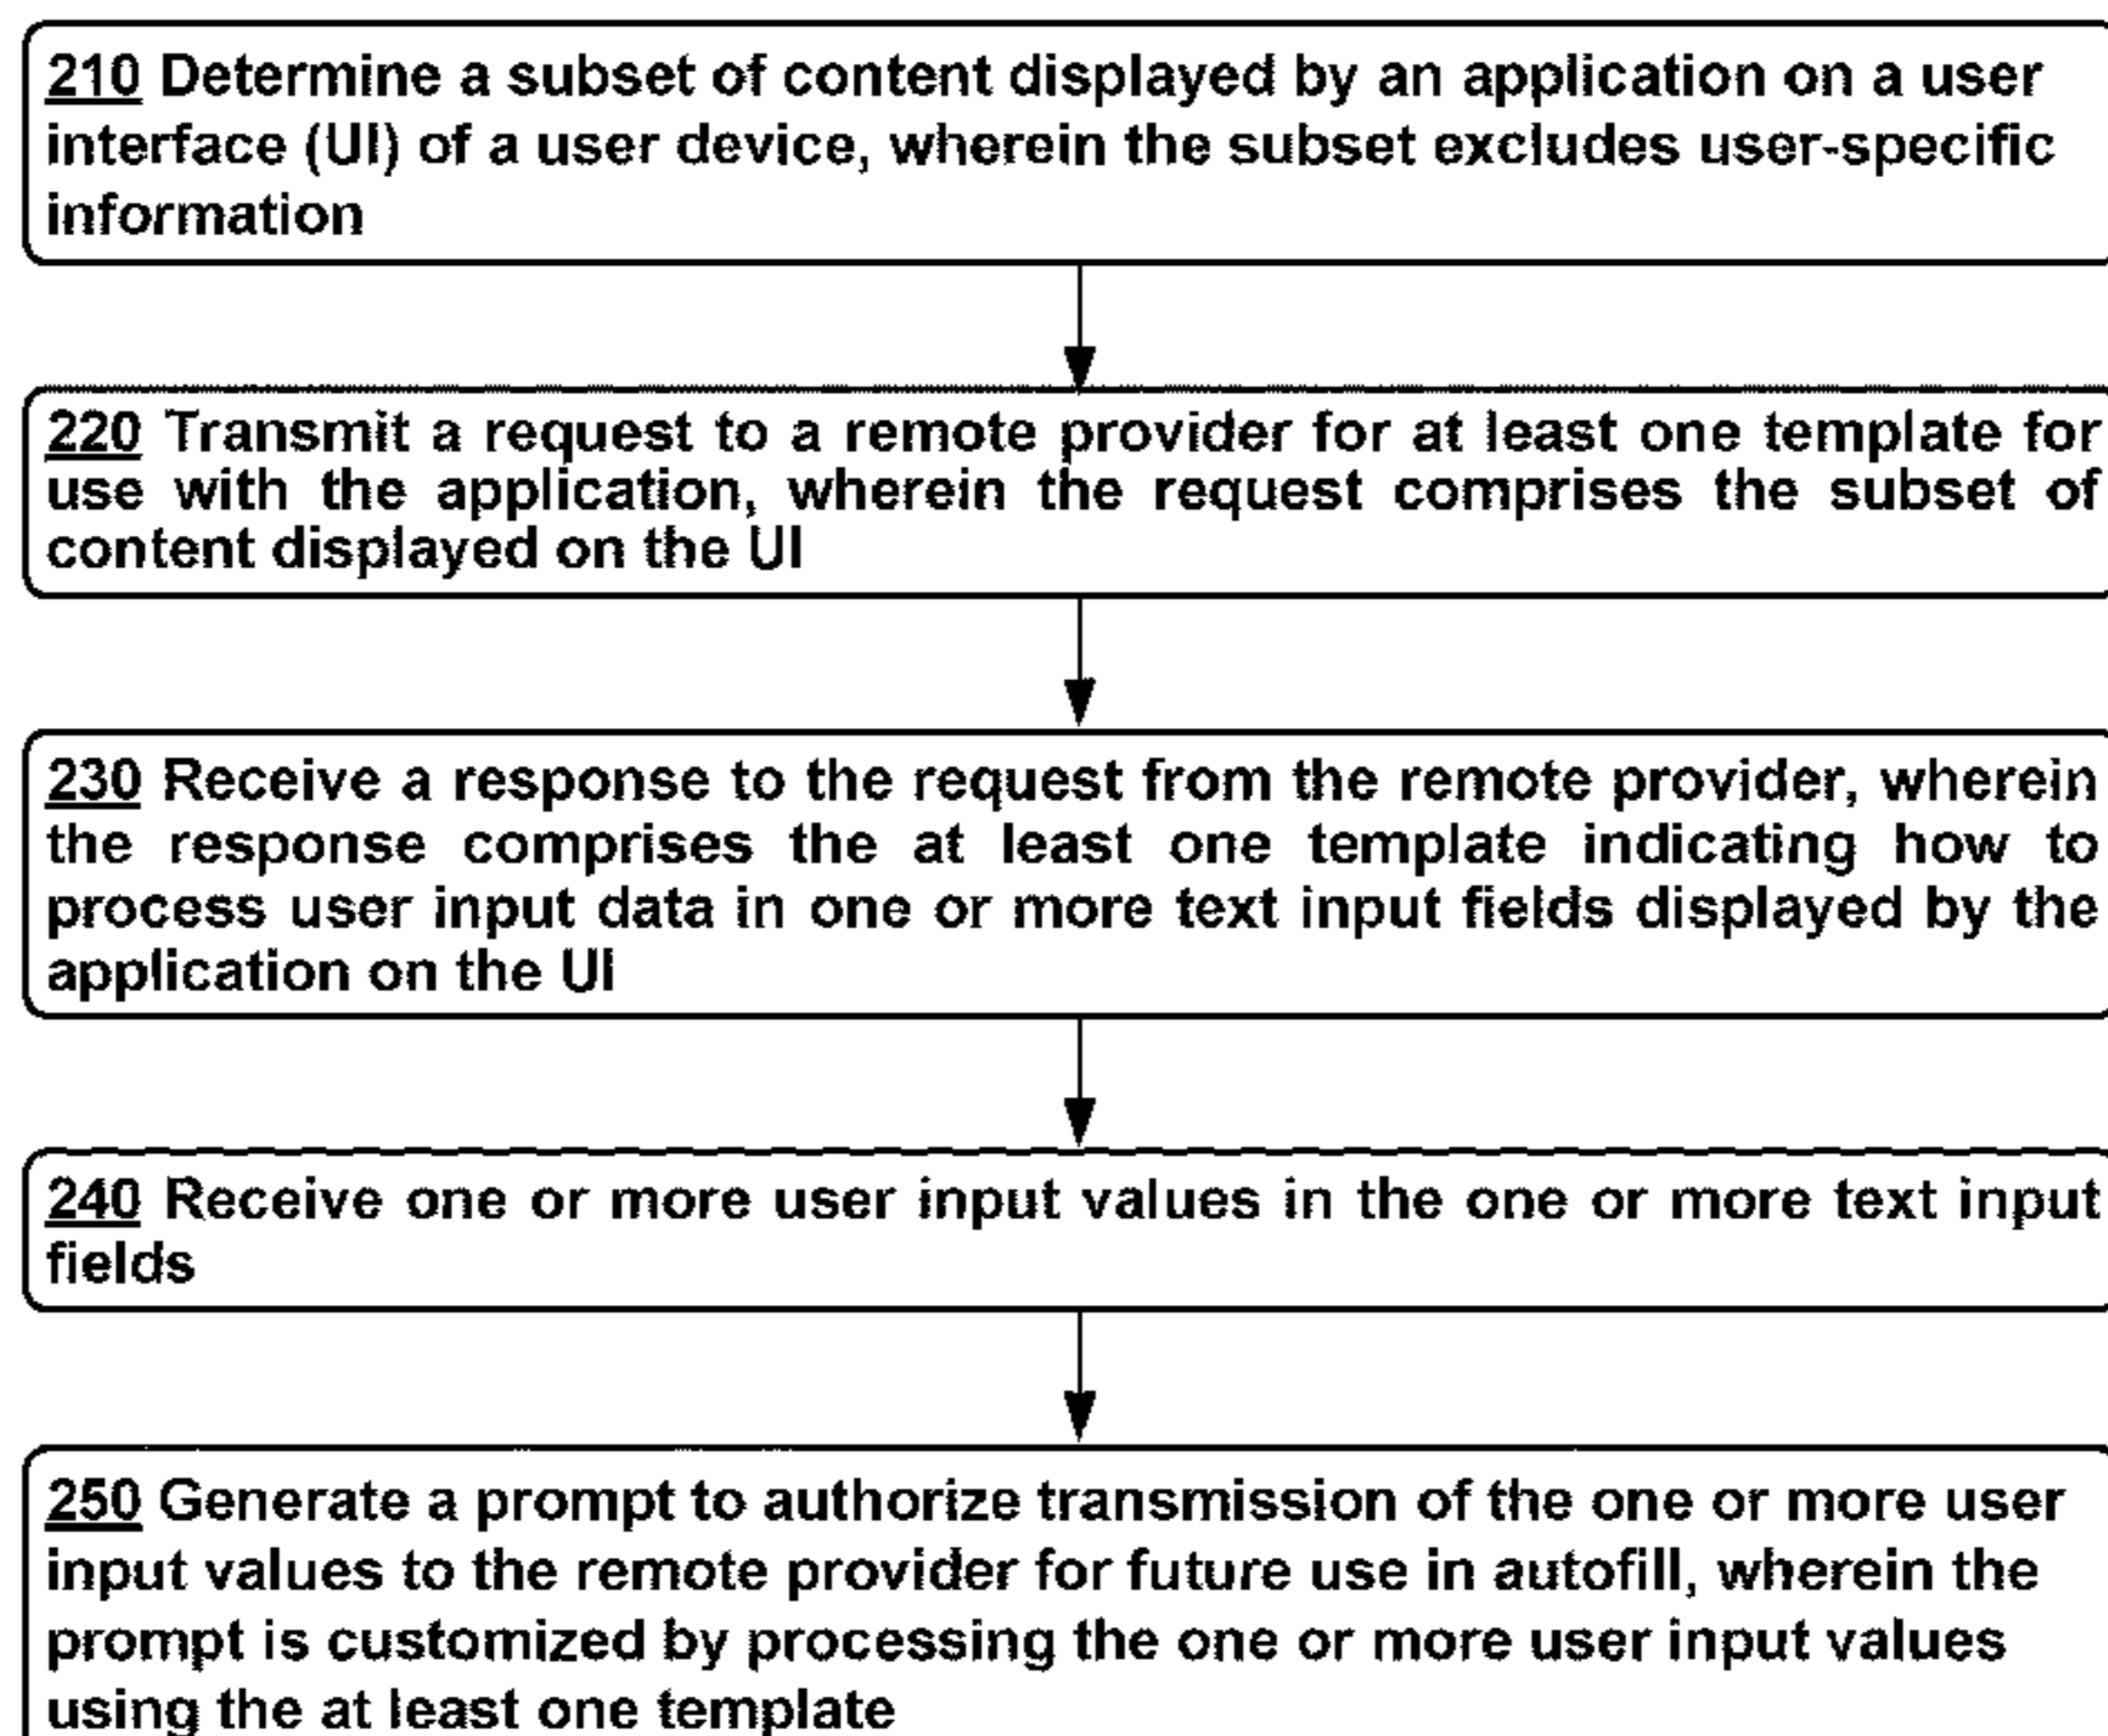 210 Determine a subset of content displayed by an application on a user
interface (UI) of a user device, wherein the subset excludes user-specific
information
220 Transmit a request to a remote provider for at least one template for
use with the application, wherein the request comprises the subset of
content displayed on the UI
230 Receive a response to the request from the remote provider, wherein
the response comprises the at least one template indicating how to
process user input data in one or more text input fields displayed by the
application on the UI
240 Receive one or more user input values in the one or more text input
fields
250 Generate a prompt to authorize transmission of the one or more user
input values to the remote provider for future use in autofill, wherein the
prompt is customized by processing the one or more user input values
using the at least one template